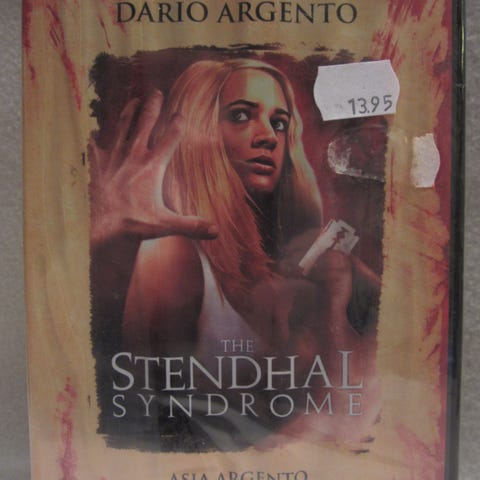 DARIO ARGENTO
13.95
THE
STENDHAL
SYNDROME
ASIA ARGENTO